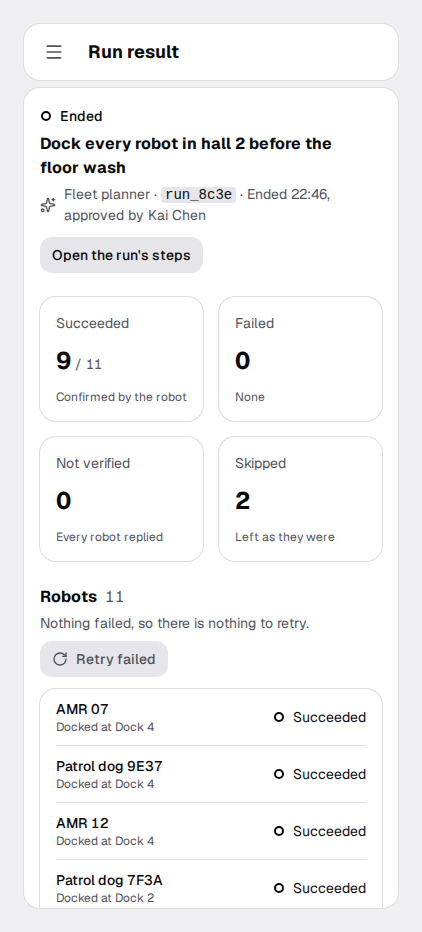 Run result
Ended
Dock every robot in hall 2 before the
floor wash
Fleet planner · run_8c3e · Ended 22:46,
approved by Kai Chen
Open the run's steps
Succeeded
9 / 11
Confirmed by the robot
Failed
0
None
Not verified
0
Every robot replied
Skipped
2
Left as they were
Robots 11
Nothing failed, so there is nothing to retry.
Retry failed
AMR 07
Docked at Dock 4
Succeeded
Patrol dog 9E37
Docked at Dock 4
Succeeded
AMR 12
Docked at Dock 4
Succeeded
Patrol dog 7F3A
Docked at Dock 2
Succeeded